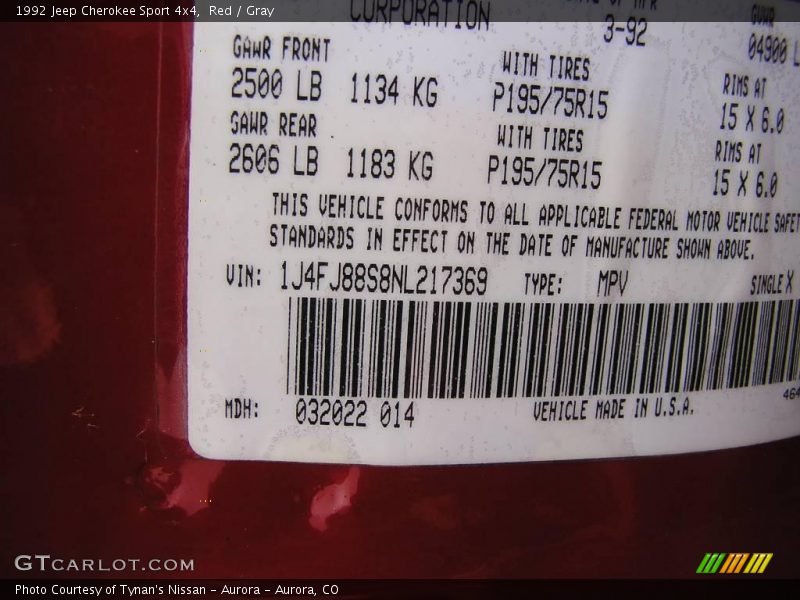 1992 Jeep Cherokee Sport 4x4, Red / Gray
CORPORATION
3-92
GVWR
04900 L
GAWR FRONT
WITH TIRES
RIMS AT
2500 LB 1134 KG P195/75R15 15 X 6.0
GAWR REAR
WITH TIRES
RIMS AT
2606 LB 1183 KG P195/75R15 15 X 6.0
THIS VEHICLE CONFORMS TO ALL APPLICABLE FEDERAL MOTOR VEHICLE SAFET
STANDARDS IN EFFECT ON THE DATE OF MANUFACTURE SHOWN ABOVE.
VIN: 1J4FJ88S8NL217369 TYPE: MPV SINGLE X
464
MDH: 032022 014 VEHICLE MADE IN U.S.A.
GTCARLOT.COM
Photo Courtesy of Tynan's Nissan - Aurora - Aurora, CO